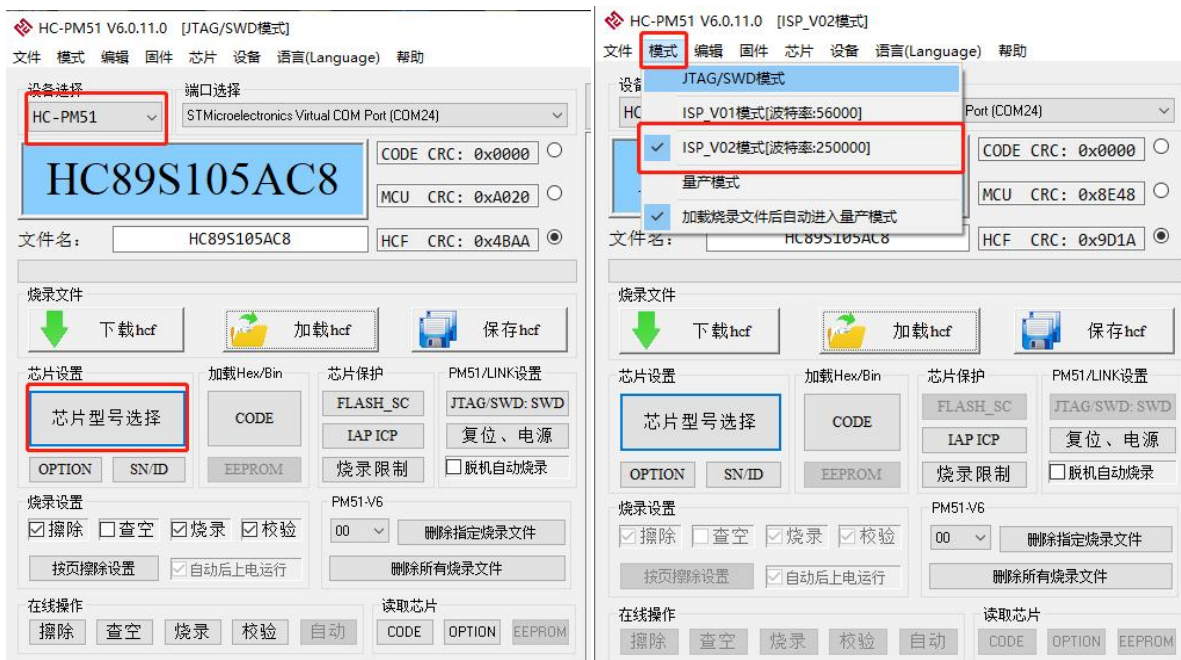 HC-PM51 V6.0.11.0 [JTAG/SWD模式]
文件 模式 编辑 固件 芯片 设备 语言(Language) 帮助
设备选择 端口选择
HC-PM51 STMicroelectronics Virtual COM Port (COM24)
HC89S105AC8
CODE CRC: 0x0000
MCU CRC: 0xA020
文件名: HC89S105AC8 HCF CRC: 0x4BAA
烧录文件
下载hcf 加载hcf 保存hcf
芯片设置 加载Hex/Bin 芯片保护 PM51/LINK设置
芯片型号选择 CODE FLASH_SC JTAG/SWD: SWD
IAP ICP 复位、电源
OPTION SN/ID EEPROM 烧录限制 脱机自动烧录
烧录设置 PM51-V6
擦除 查空 烧录 校验 00 删除指定烧录文件
按页擦除设置 自动后上电运行 删除所有烧录文件
在线操作 读取芯片
擦除 查空 烧录 校验 自动 CODE OPTION EEPROM
HC-PM51 V6.0.11.0 [ISP_V02模式]
文件 模式 编辑 固件 芯片 设备 语言(Language) 帮助
JTAG/SWD模式
ISP_V01模式[波特率:56000]
ISP_V02模式[波特率:250000]
量产模式
加载烧录文件后自动进入量产模式
设备
HC Port (COM24)
CODE CRC: 0x0000
MCU CRC: 0x8E48
文件名: HC89S105AC8 HCF CRC: 0x9D1A
烧录文件
下载hcf 加载hcf 保存hcf
芯片设置 加载Hex/Bin 芯片保护 PM51/LINK设置
芯片型号选择 CODE FLASH_SC JTAG/SWD: SWD
IAP ICP 复位、电源
OPTION SN/ID EEPROM 烧录限制 脱机自动烧录
烧录设置 PM51-V6
擦除 查空 烧录 校验 00 删除指定烧录文件
按页擦除设置 自动后上电运行 删除所有烧录文件
在线操作 读取芯片
擦除 查空 烧录 校验 自动 CODE OPTION EEPROM